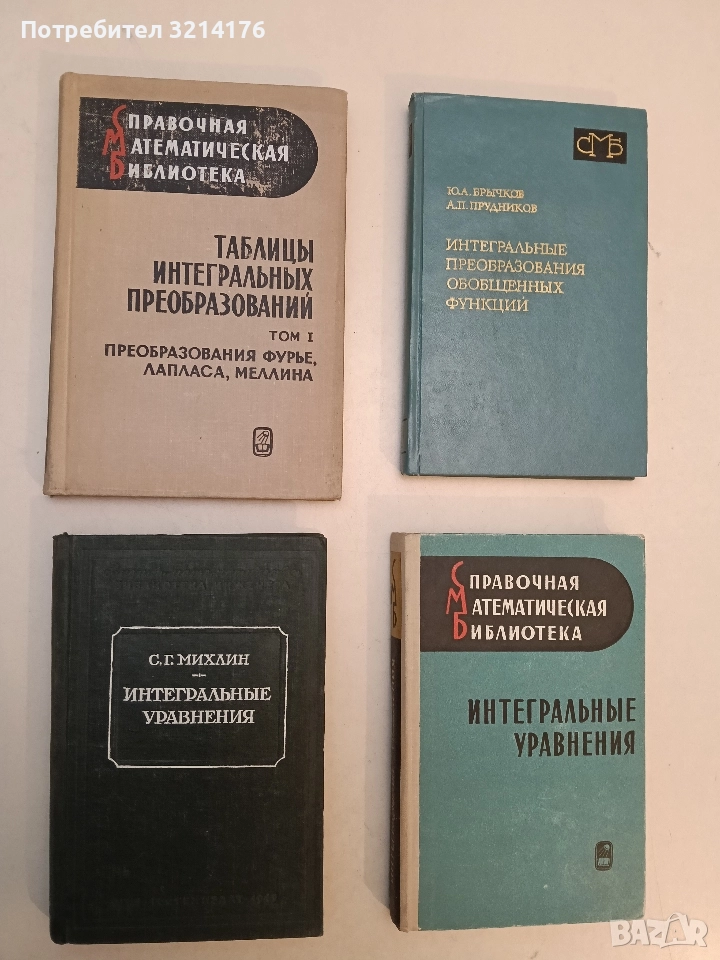 Потребител 3214176
СПРАВОЧНАЯ
МАТЕМАТИЧЕСКАЯ
БИБЛИОТЕКА
ТАБЛИЦЫ
ИНТЕГРАЛЬНЫХ
ПРЕОБРАЗОВАНИЙ
ТОМ I
ПРЕОБРАЗОВАНИЯ ФУРЬЕ,
ЛАПЛАСА, МЕЛЛИНА
СМБ
Ю.А. БРЫЧКОВ
А.П. ПРУДНИКОВ
ИНТЕГРАЛЬНЫЕ
ПРЕОБРАЗОВАНИЯ
ОБОБЩЕННЫХ
ФУНКЦИЙ
С.Г. МИХЛИН
ИНТЕГРАЛЬНЫЕ
УРАВНЕНИЯ
СПРАВОЧНАЯ
МАТЕМАТИЧЕСКАЯ
БИБЛИОТЕКА
ИНТЕГРАЛЬНЫЕ
УРАВНЕНИЯ
BAZAR